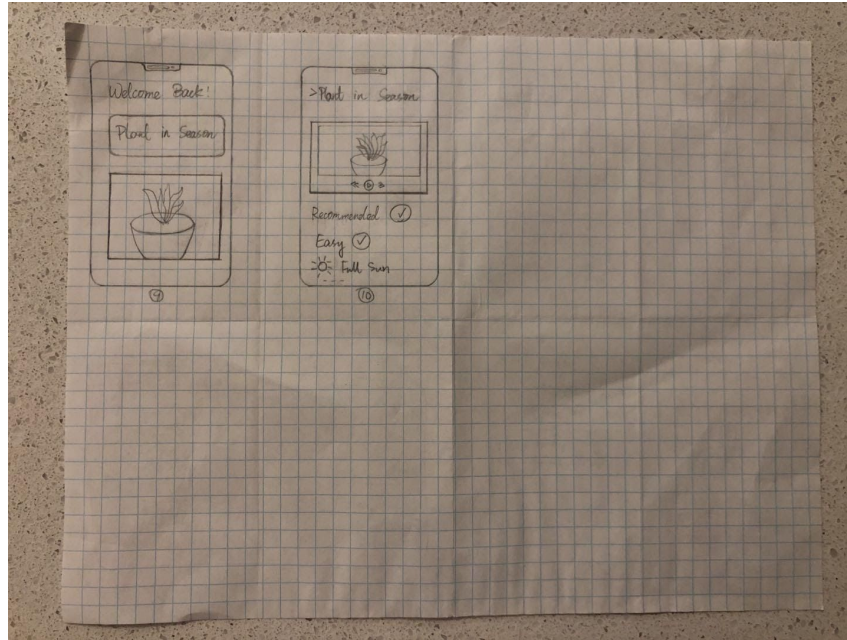 Welcome Back!
Plant in Season
9
>Plant in Season
Recommended ✓
Easy ✓
Full Sun
10